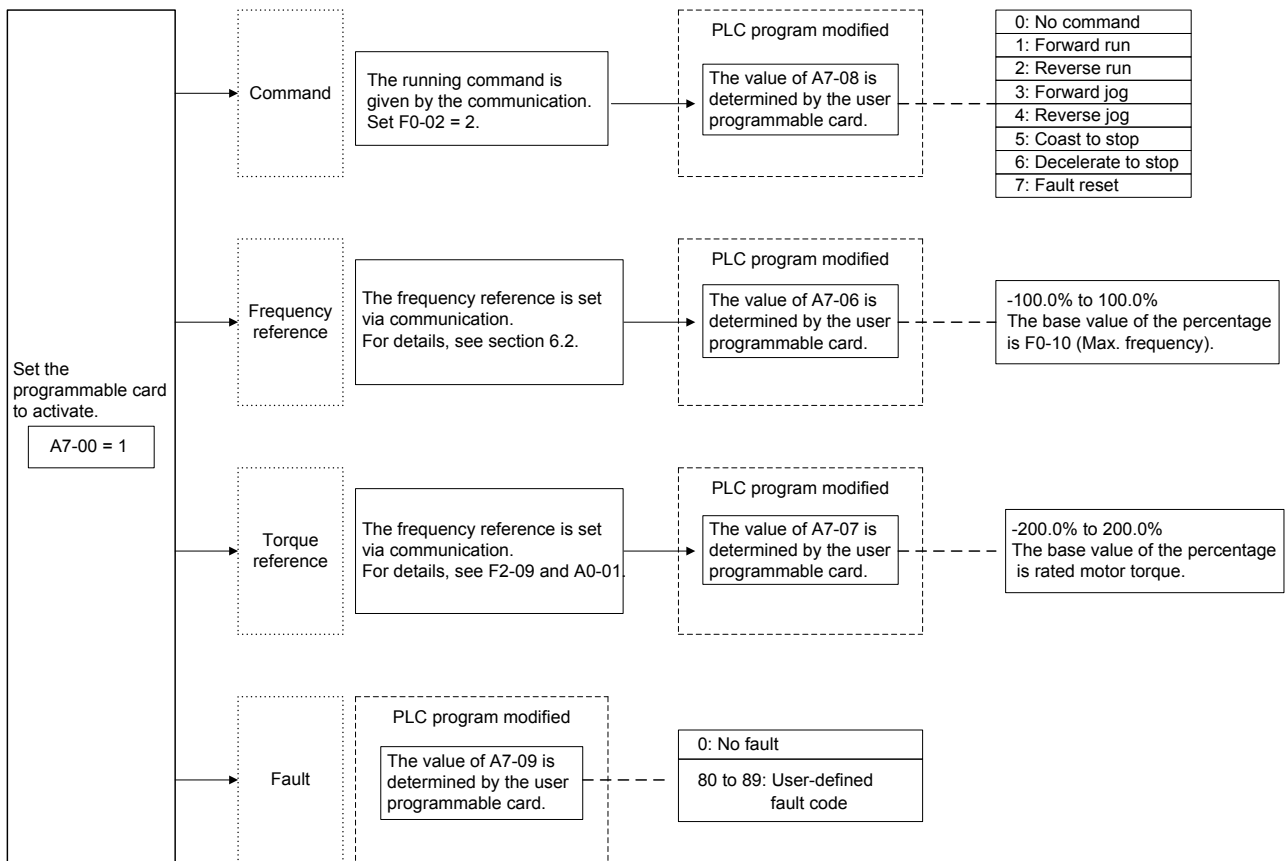 Set the
programmable card
to activate.
A7-00 = 1
Command
The running command is
given by the communication.
Set F0-02 = 2.
PLC program modified
The value of A7-08 is
determined by the user
programmable card.
0: No command
1: Forward run
2: Reverse run
3: Forward jog
4: Reverse jog
5: Coast to stop
6: Decelerate to stop
7: Fault reset
Frequency
reference
The frequency reference is set
via communication.
For details, see section 6.2.
PLC program modified
The value of A7-06 is
determined by the user
programmable card.
-100.0% to 100.0%
The base value of the percentage
is F0-10 (Max. frequency).
Torque
reference
The frequency reference is set
via communication.
For details, see F2-09 and A0-01.
PLC program modified
The value of A7-07 is
determined by the user
programmable card.
-200.0% to 200.0%
The base value of the percentage
is rated motor torque.
Fault
PLC program modified
The value of A7-09 is
determined by the user
programmable card.
0: No fault
80 to 89: User-defined
fault code